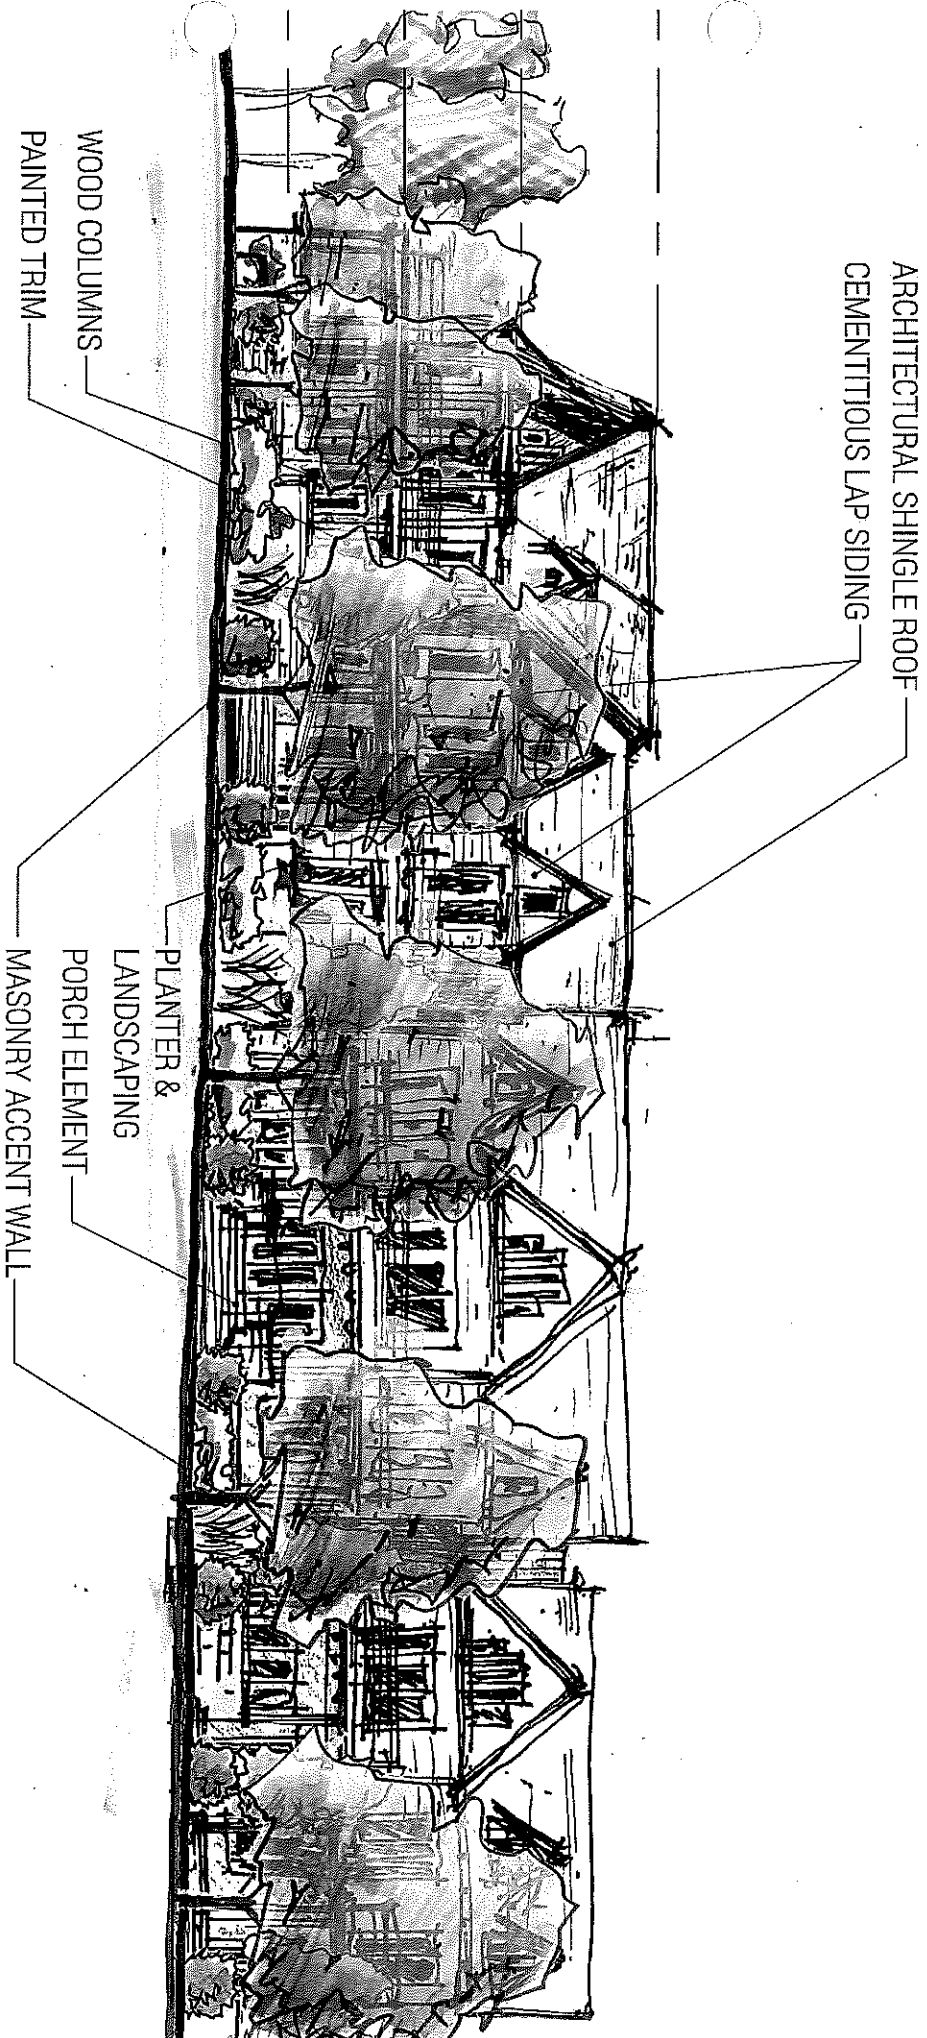 ARCHITECTURAL SHINGLE ROOF
CEMENTITIOUS LAP SIDING
WOOD COLUMNS
PAINTED TRIM
PLANTER &
LANDSCAPING
PORCH ELEMENT
MASONRY ACCENT WALL